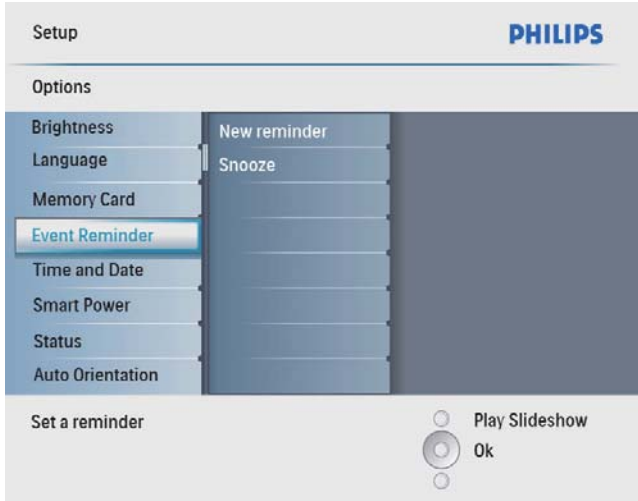 Setup
PHILIPS
Options
Brightness
Language
Memory Card
Event Reminder
Time and Date
Smart Power
Status
Auto Orientation
New reminder
Snooze
Set a reminder
Play Slideshow
Ok